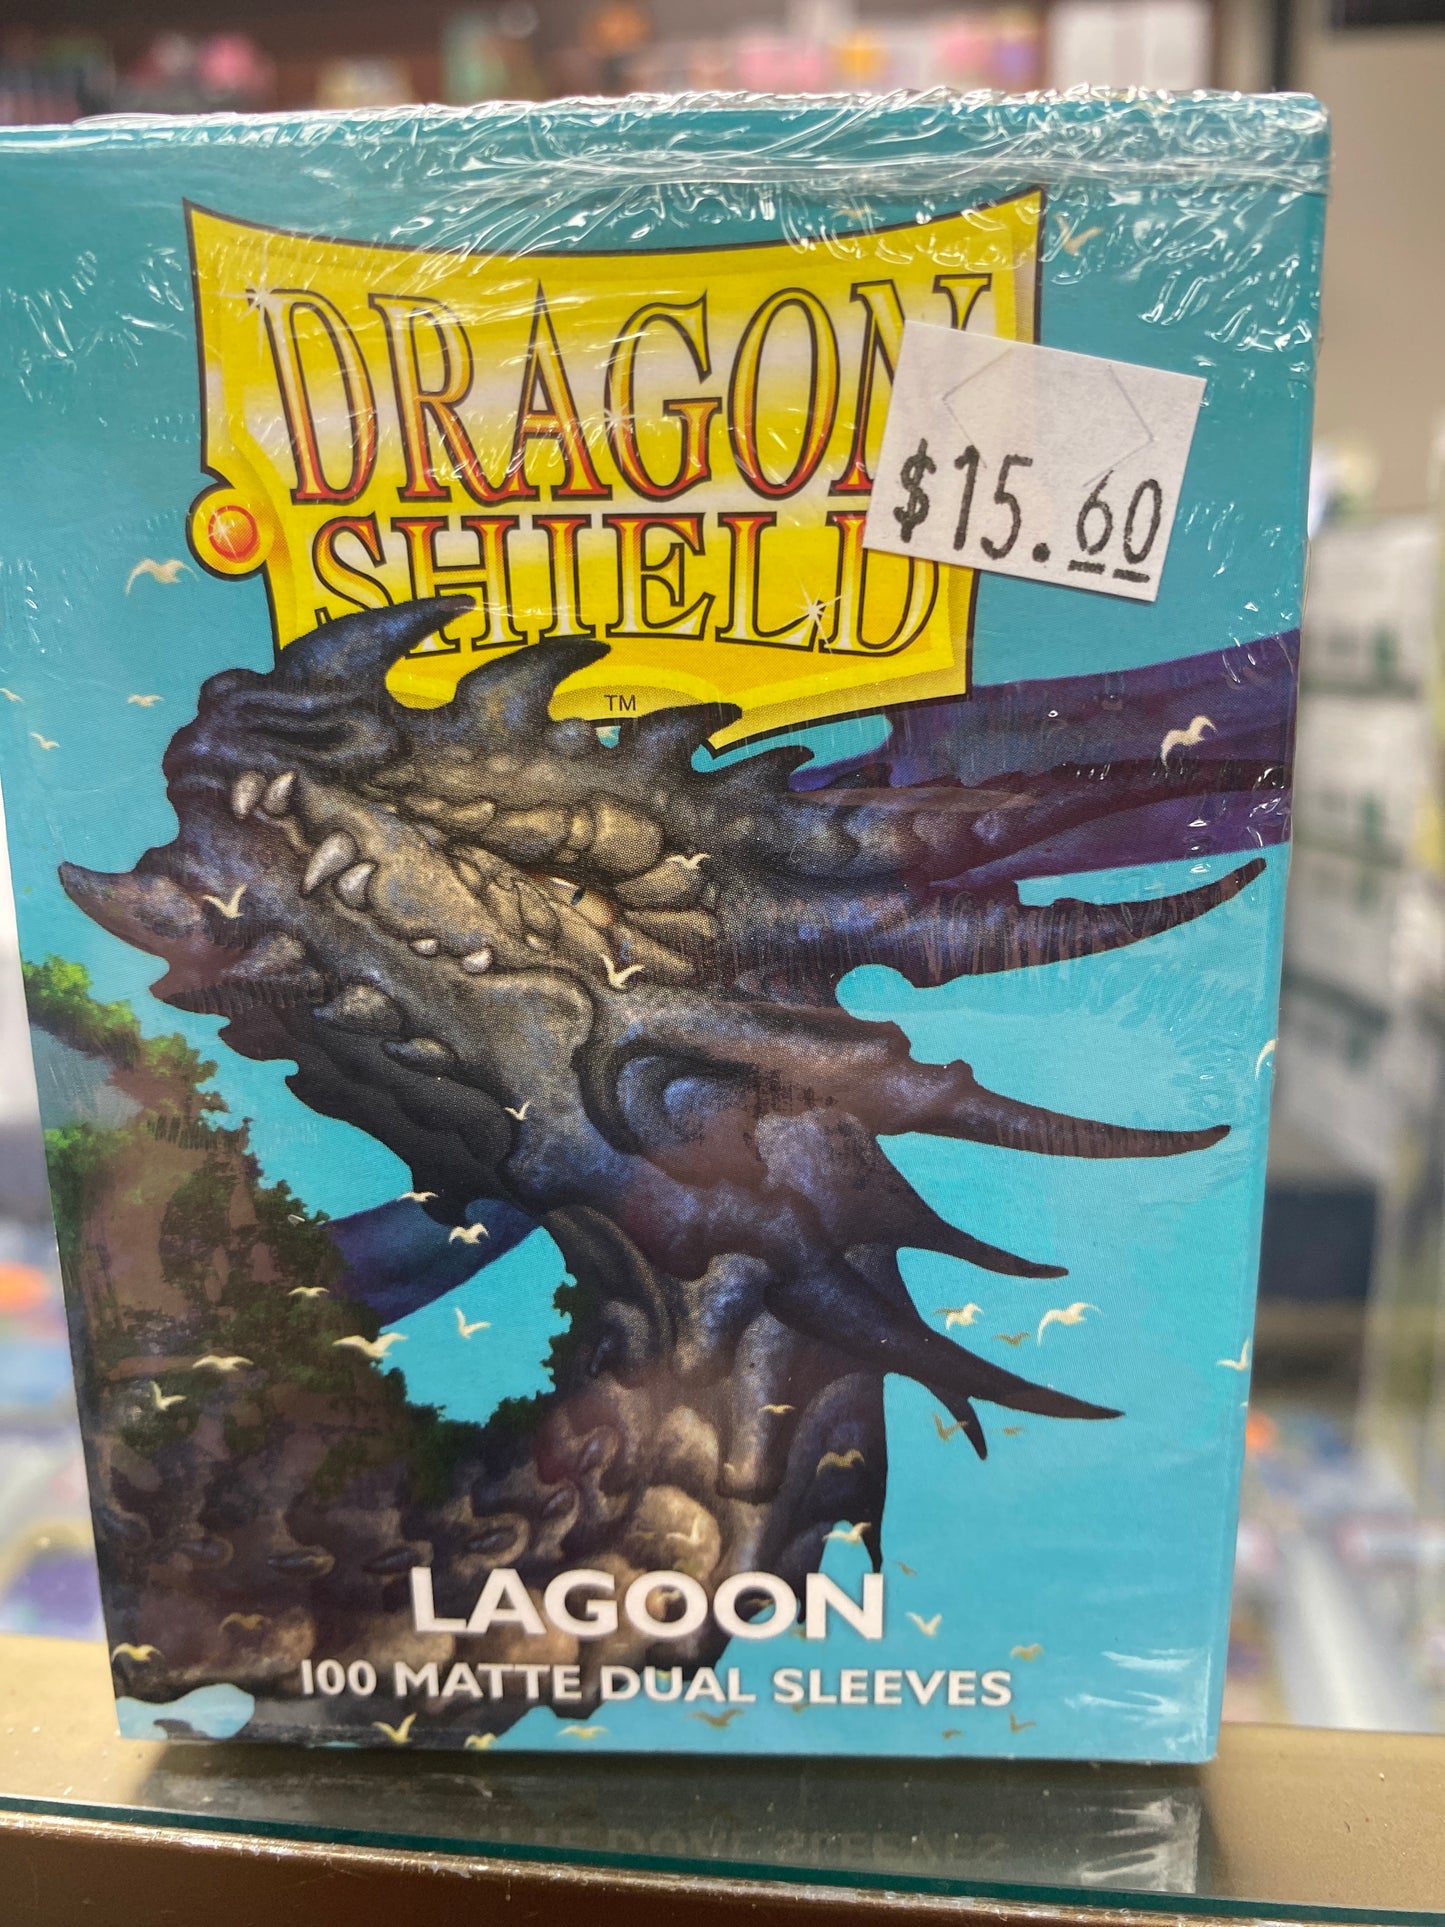 DRAGON
SHIELD
$15.60
TM
LAGOON
100 MATTE DUAL SLEEVES